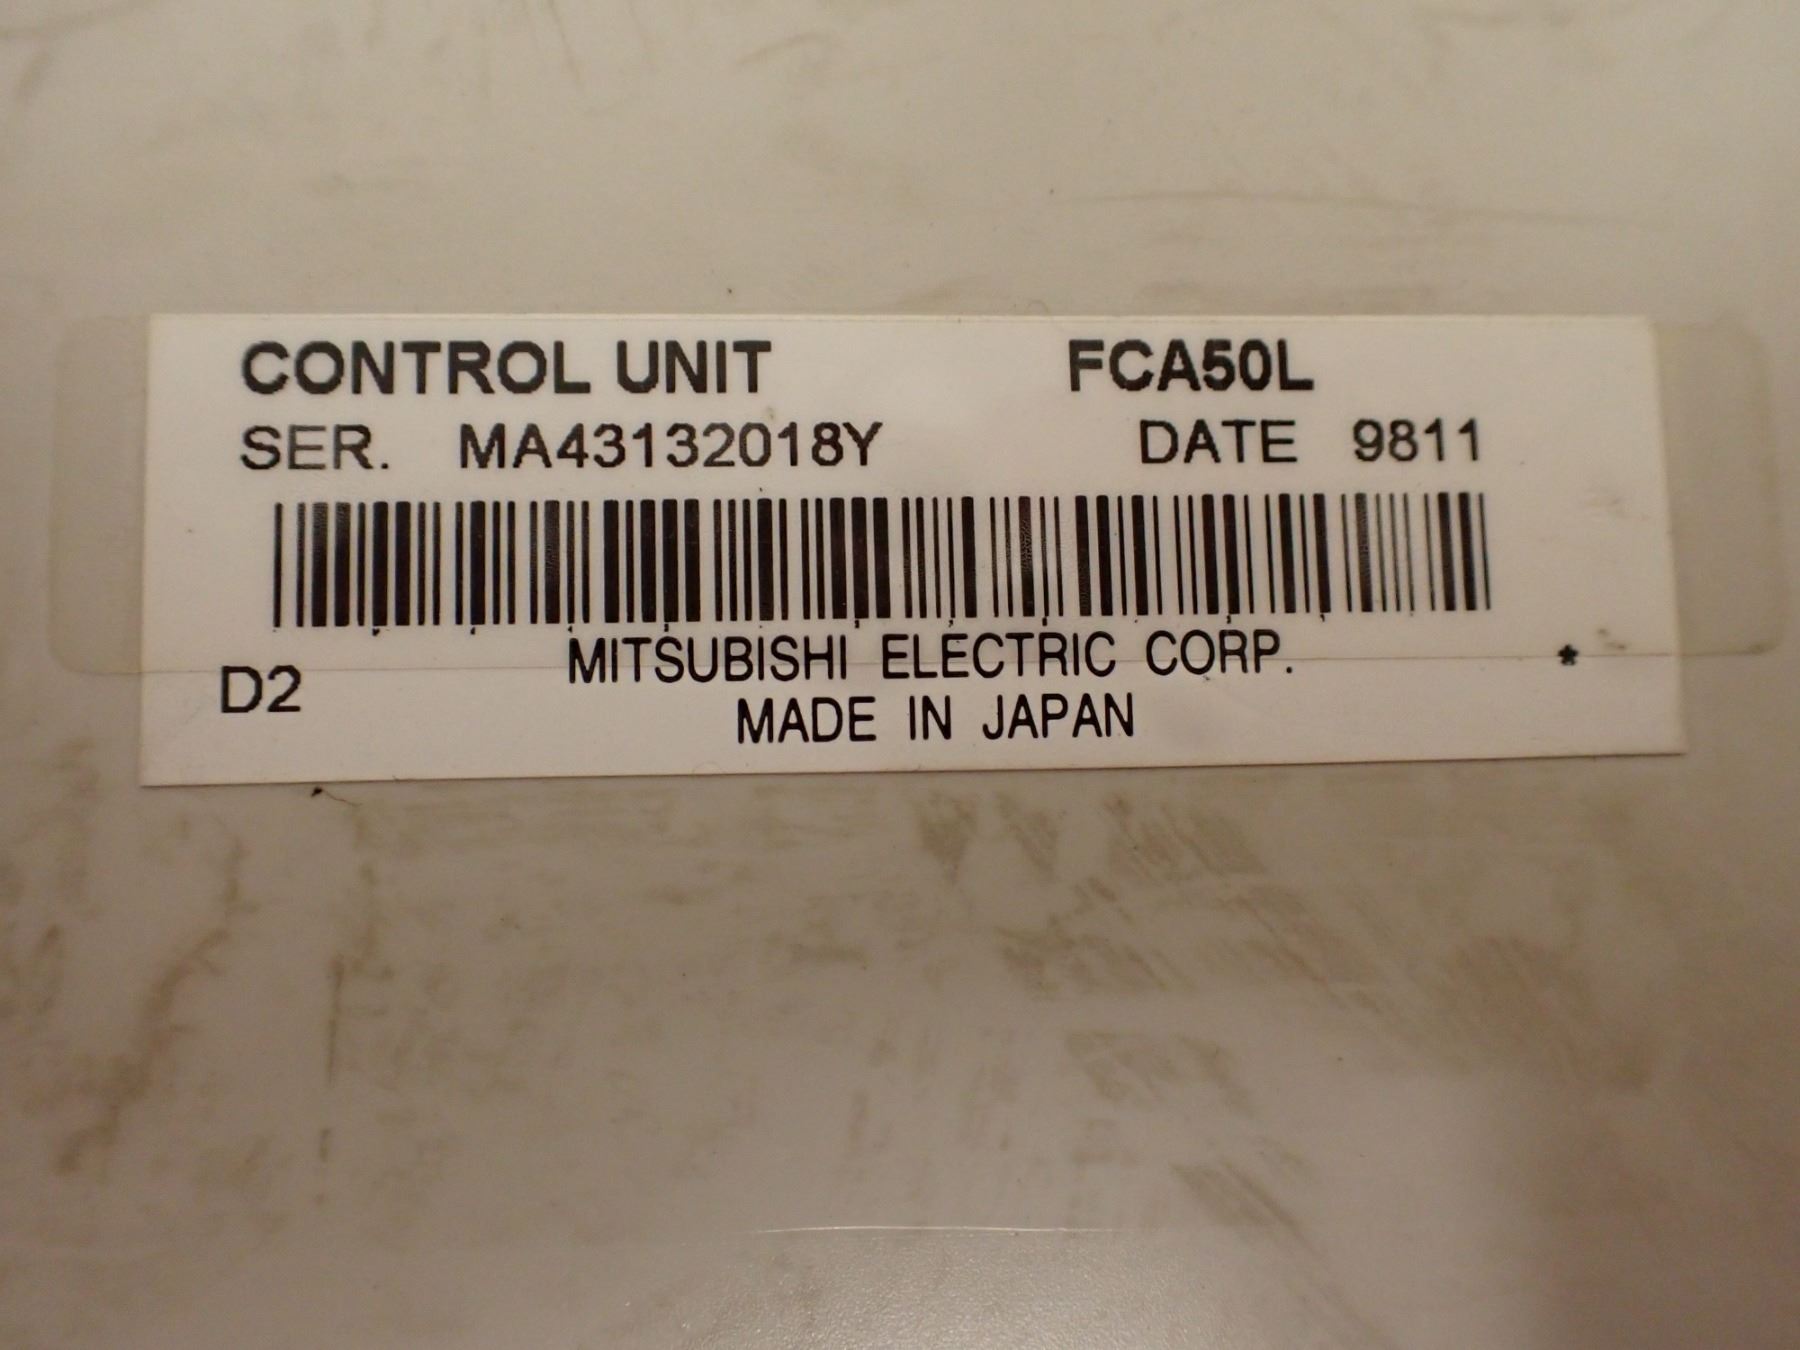 CONTROL UNIT FCA50L
SER. MA43132018Y DATE 9811
MITSUBISHI ELECTRIC CORP. *
D2
MADE IN JAPAN